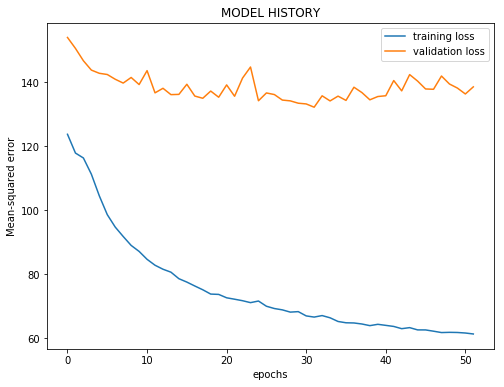 MODEL HISTORY
training loss
validation loss
Mean-squared error
140
120
100
80
60
0
10
20
30
40
50
epochs